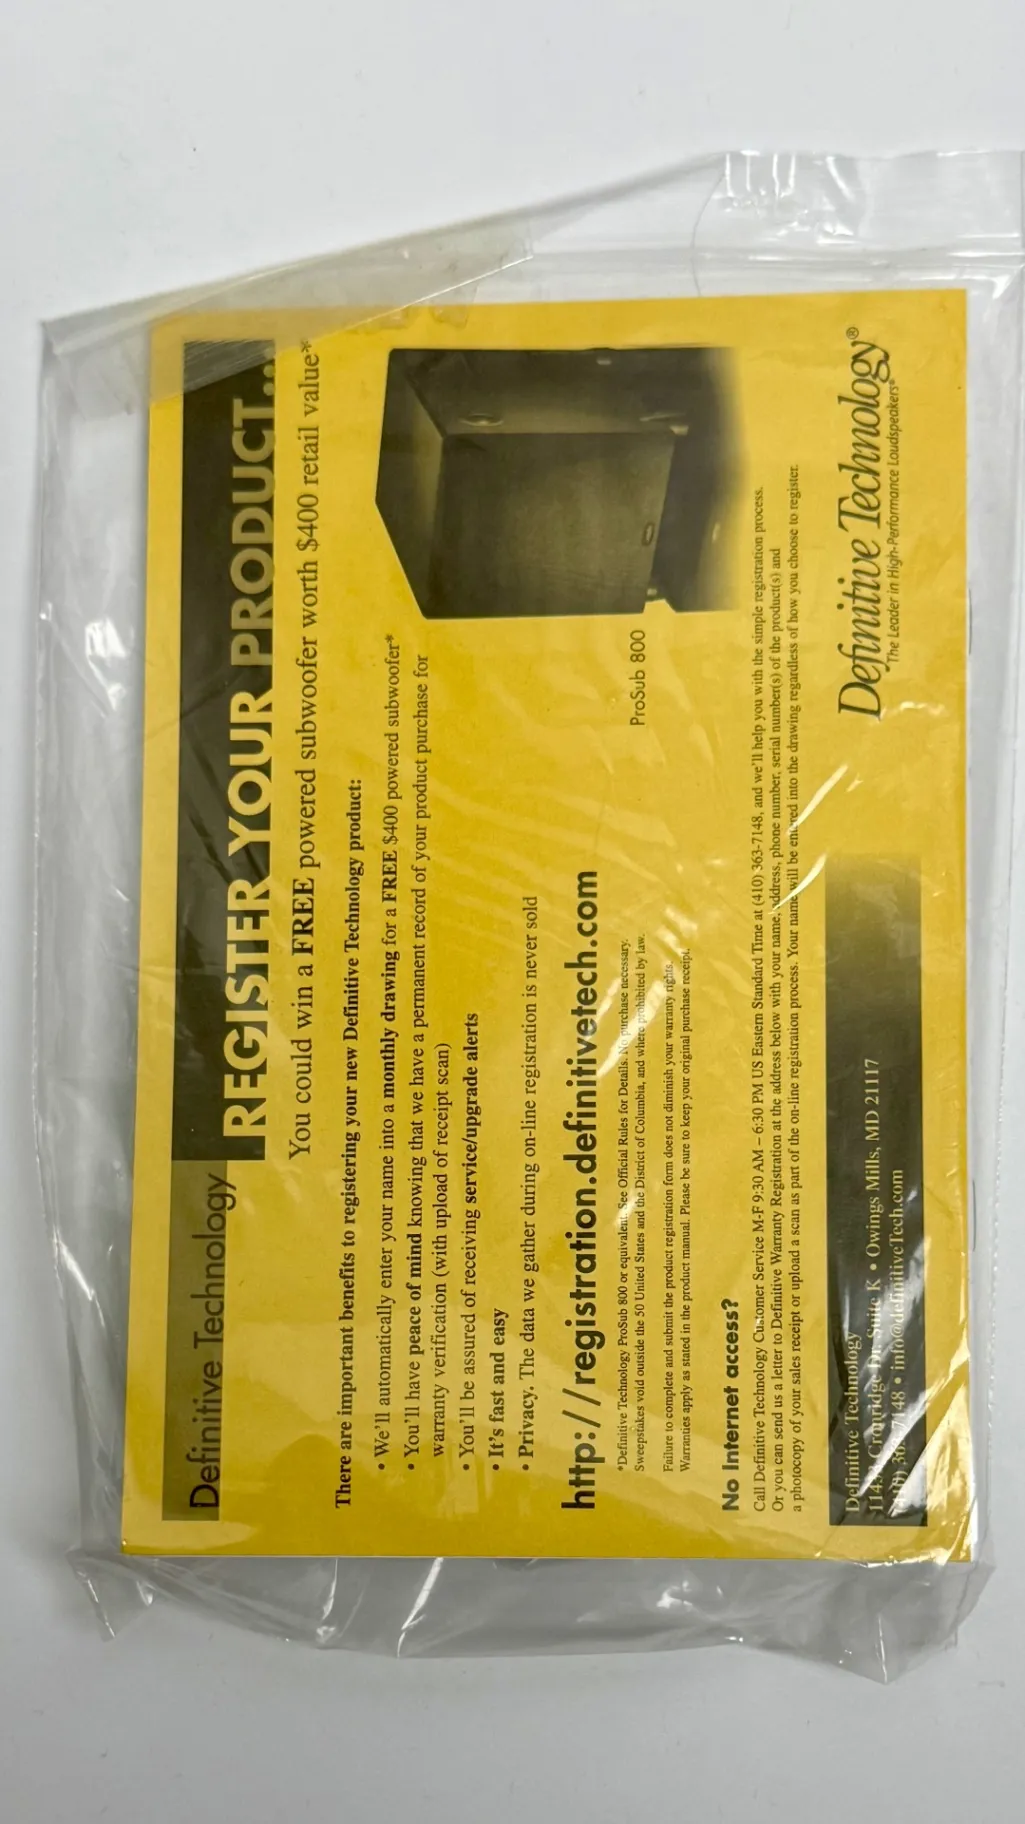 Definitive Technology
REGISTER YOUR PRODUCT...
You could win a FREE powered subwoofer worth $400 retail value*
There are important benefits to registering your new Definitive Technology product:
• We'll automatically enter your name into a monthly drawing for a FREE $400 powered subwoofer*
• You'll have peace of mind knowing that we have a permanent record of your product purchase for
warranty verification (with upload of receipt scan)
• You'll be assured of receiving service/upgrade alerts
• It's fast and easy
• Privacy. The data we gather during on-line registration is never sold
http://registration.definitivetech.com
ProSub 800
*Definitive Technology ProSub 800 or equivalent. See Official Rules for Details. No purchase necessary.
Sweepstakes void outside the 50 United States and the District of Columbia, and where prohibited by law.
Failure to complete and submit the product registration form does not diminish your warranty rights.
Warranties apply as stated in the product manual. Please be sure to keep your original purchase receipt.
No Internet access?
Call Definitive Technology Customer Service M-F 9:30 AM – 6:30 PM US Eastern Standard Time at (410) 363-7148, and we'll help you with the simple registration process.
Or you can send us a letter to Definitive Warranty Registration at the address below with your name, address, phone number, serial number(s) of the product(s) and
a photocopy of your sales receipt or upload a scan as part of the on-line registration process. Your name will be entered into the drawing regardless of how you choose to register.
Definitive Technology
Cronridge Dr. Suite K • Owings Mills, MD 21117
(410) 363-7148 • info@definitiveTech.com
Definitive Technology®
The Leader in High-Performance Loudspeakers®